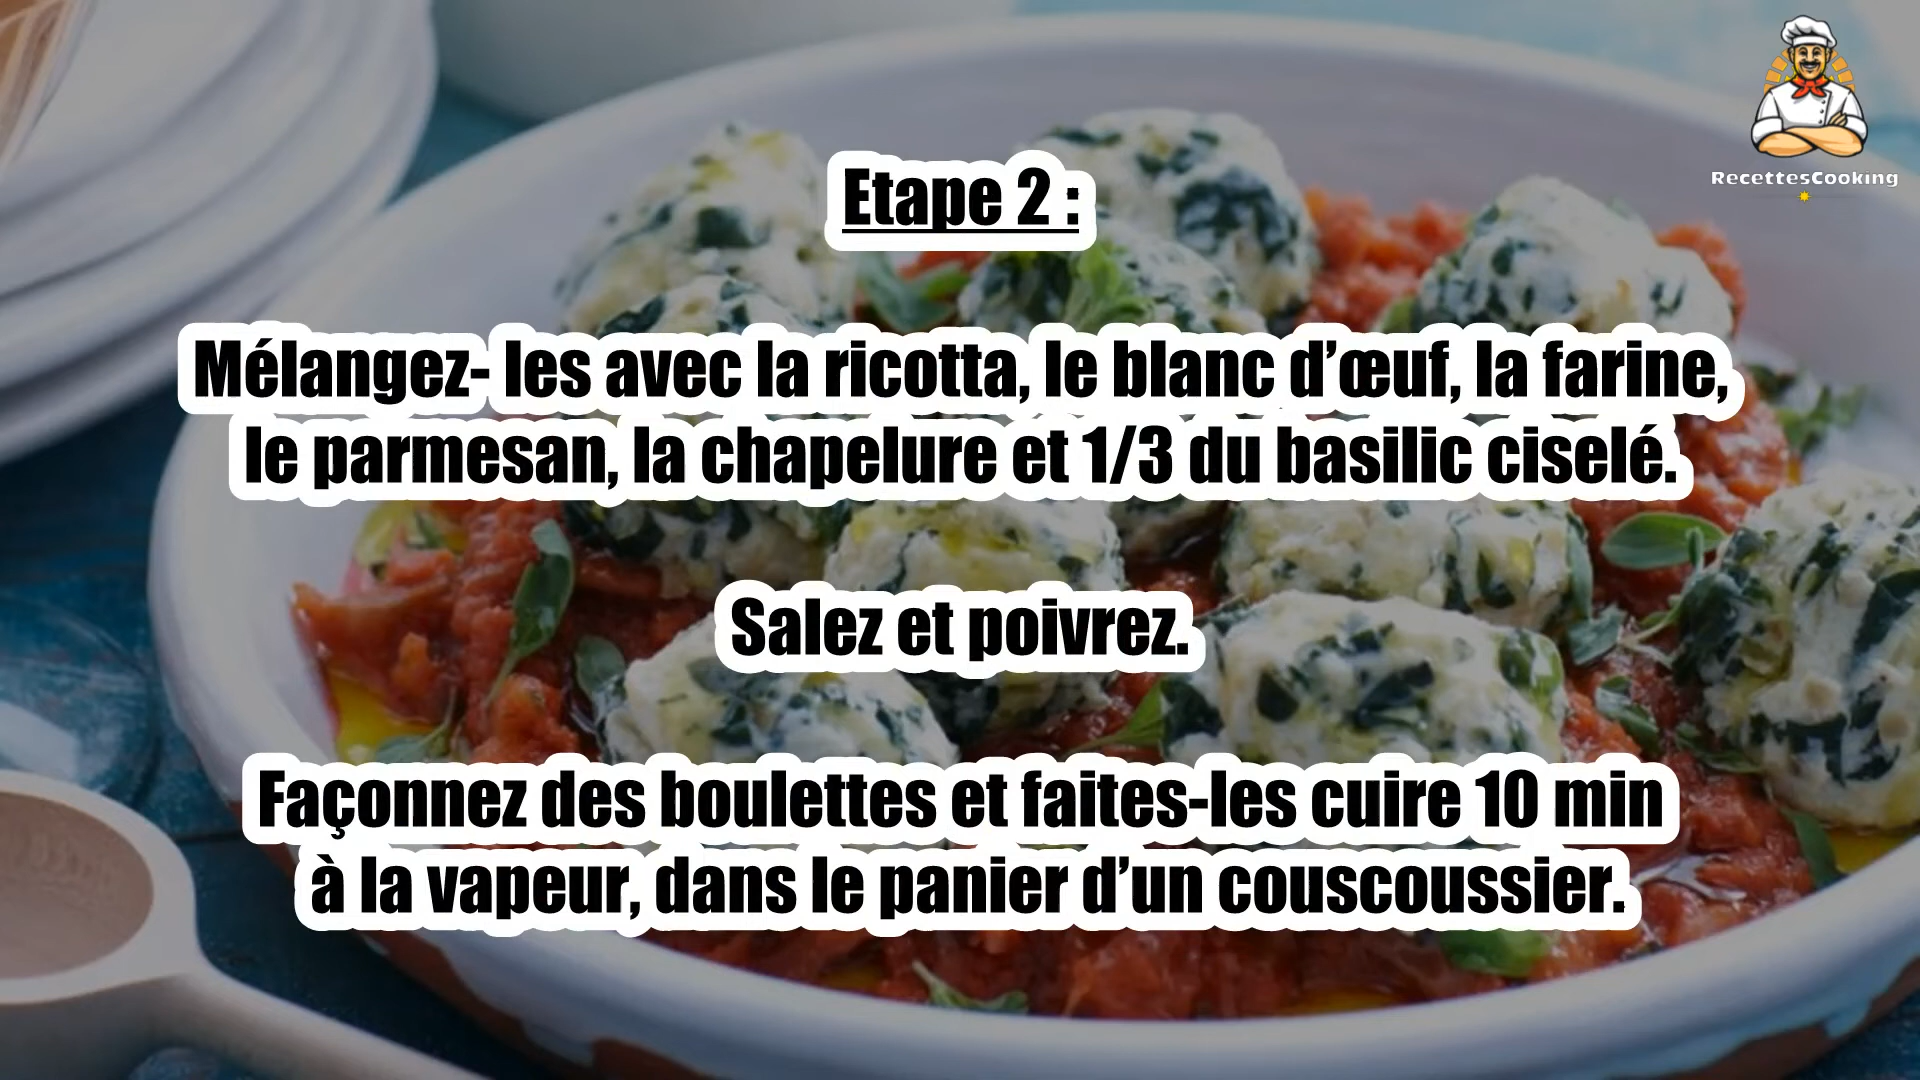 RecettesCooking
Etape 2 :
Mélangez- les avec la ricotta, le blanc d’œuf, la farine,
le parmesan, la chapelure et 1/3 du basilic ciselé.
Salez et poivrez.
Façonnez des boulettes et faites-les cuire 10 min
à la vapeur, dans le panier d’un couscoussier.